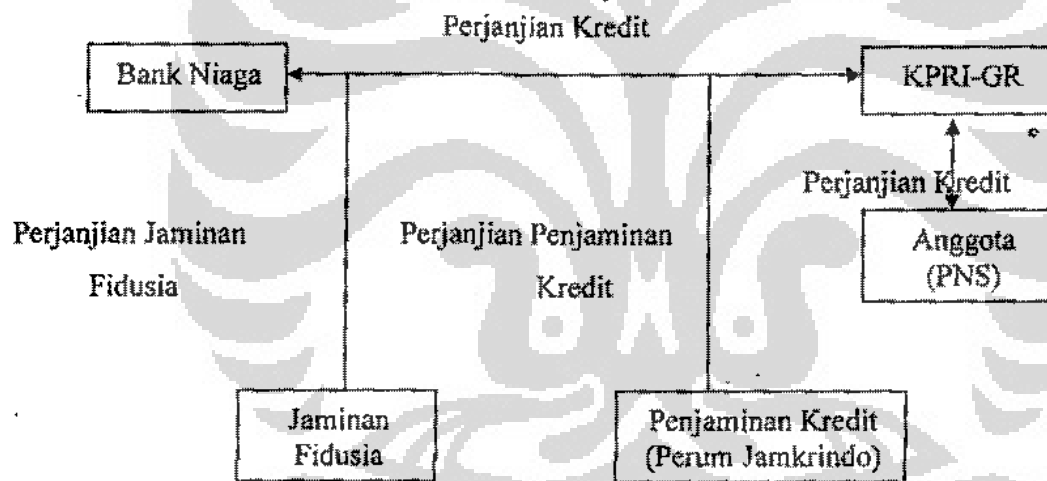 Perjanjian Kredit
Bank Niaga
KPRI-GR
Perjanjian Kredit
Perjanjian Jaminan
Fidusia
Perjanjian Penjaminan
Kredit
Anggota
(PNS)
Jaminan
Fidusia
Penjaminan Kredit
(Perum Jamkrindo)